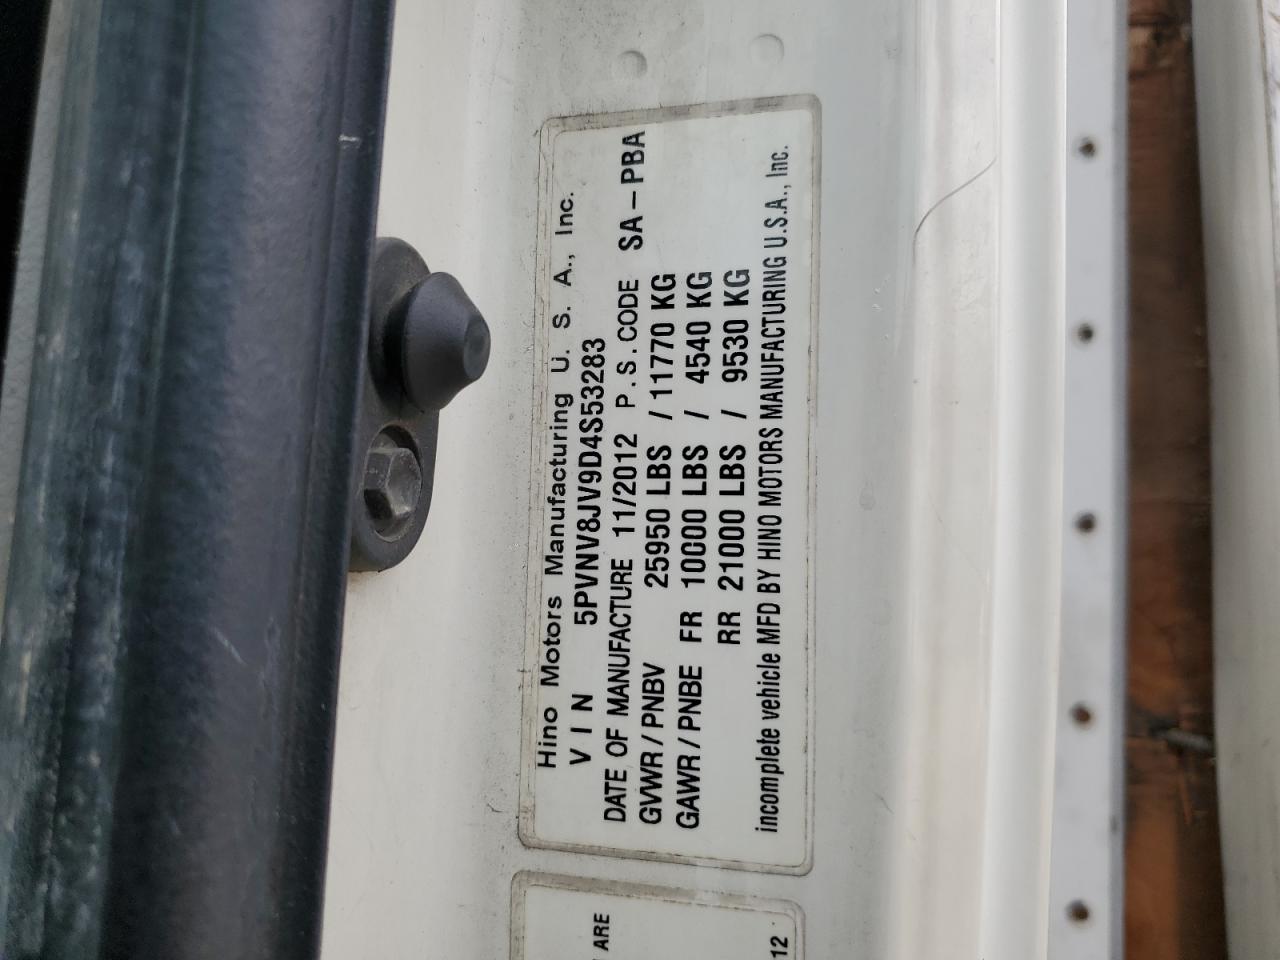 Hino Motors Manufacturing U. S. A., Inc.
VIN 5PVNV8JV9D4S53283
DATE OF MANUFACTURE 11/2012 P.S.CODE SA-PBA
GVWR/PNBV 25950 LBS / 11770 KG
GAWR/PNBE FR 10000 LBS / 4540 KG
RR 21000 LBS / 9530 KG
incomplete vehicle MFD BY HINO MOTORS MANUFACTURING U.S.A., Inc.
ARE
12